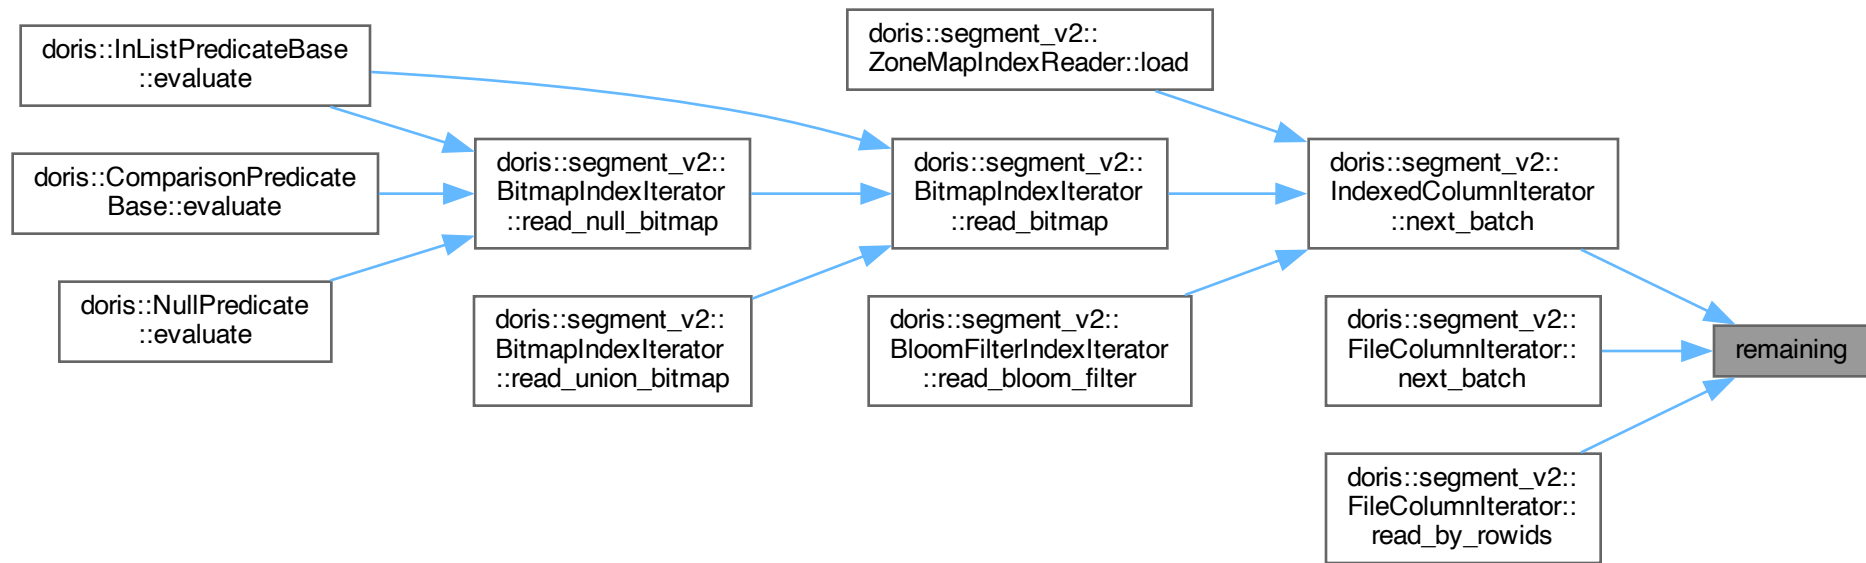 doris::InListPredicateBase
::evaluate
doris::ComparisonPredicate
Base::evaluate
doris::NullPredicate
::evaluate
doris::segment_v2::
BitmapIndexIterator
::read_null_bitmap
doris::segment_v2::
BitmapIndexIterator
::read_union_bitmap
doris::segment_v2::
ZoneMapIndexReader::load
doris::segment_v2::
BitmapIndexIterator
::read_bitmap
doris::segment_v2::
BloomFilterIndexIterator
::read_bloom_filter
doris::segment_v2::
IndexedColumnIterator
::next_batch
doris::segment_v2::
FileColumnIterator::
next_batch
doris::segment_v2::
FileColumnIterator::
read_by_rowids
remaining